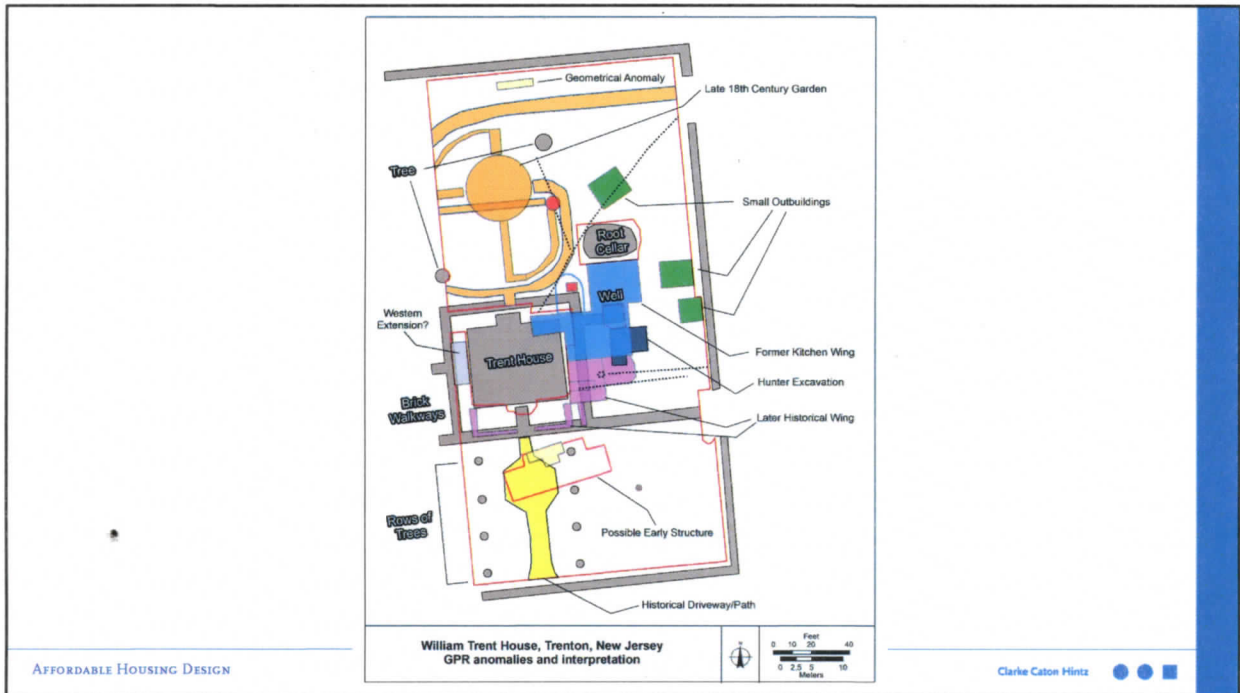 Geometrical Anomaly
Late 18th Century Garden
Tree
Small Outbuildings
Root
Cellar
Well
Western
Extension?
Trent House
Former Kitchen Wing
Hunter Excavation
Brick
Walkways
Later Historical Wing
Rows of
Trees
Possible Early Structure
Historical Driveway/Path
William Trent House, Trenton, New Jersey
GPR anomalies and interpretation
N
Feet
0 10 20 40
0 2.5 5 10
Meters
AFFORDABLE HOUSING DESIGN
Clarke Caton Hintz